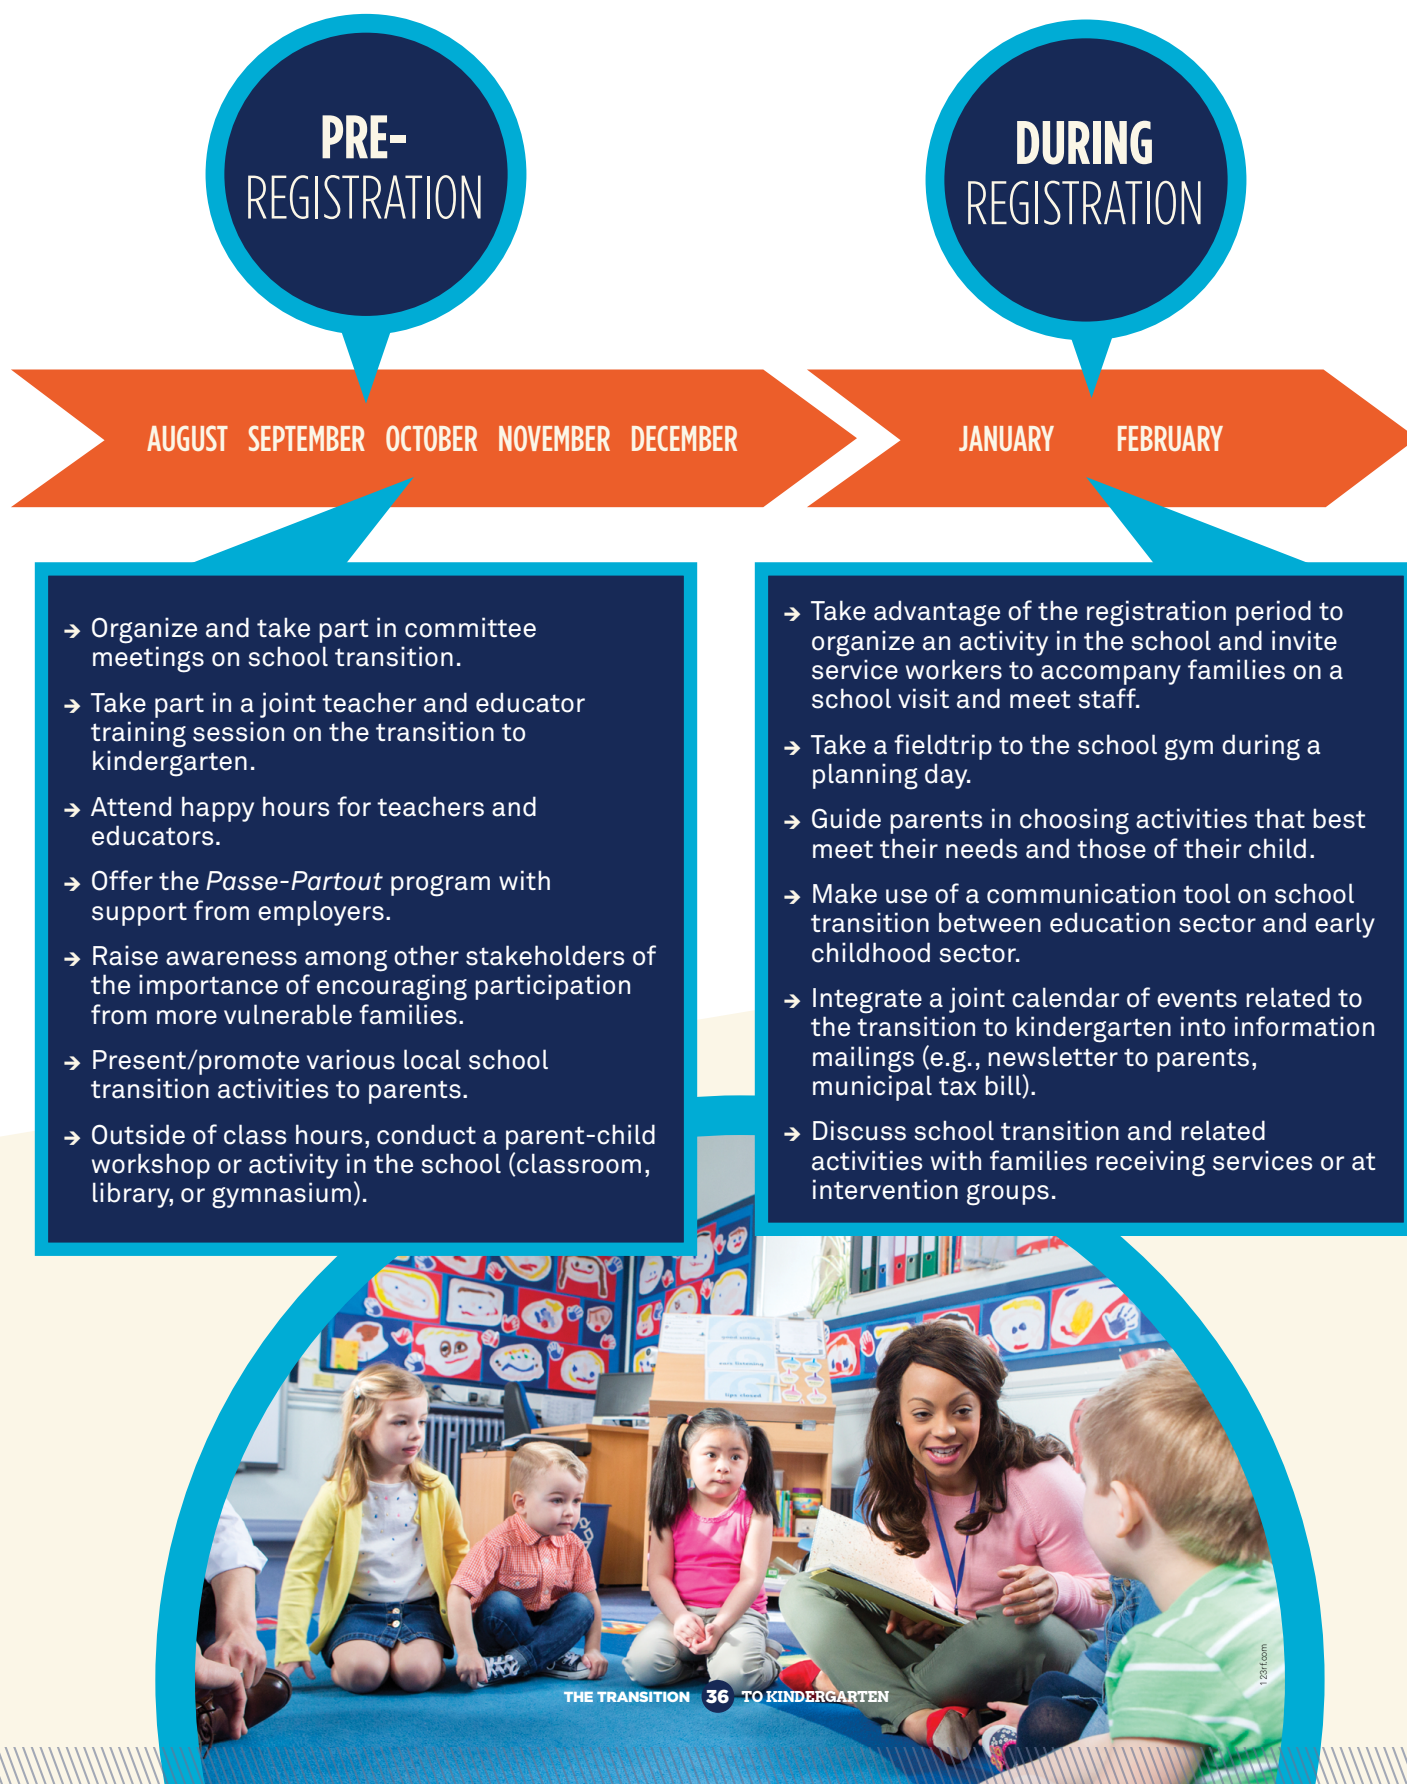 PRE-
REGISTRATION
DURING
REGISTRATION
AUGUST SEPTEMBER OCTOBER NOVEMBER DECEMBER
JANUARY FEBRUARY
→ Organize and take part in committee
meetings on school transition.
→ Take part in a joint teacher and educator
training session on the transition to
kindergarten.
→ Attend happy hours for teachers and
educators.
→ Offer the Passe-Partout program with
support from employers.
→ Raise awareness among other stakeholders of
the importance of encouraging participation
from more vulnerable families.
→ Present/promote various local school
transition activities to parents.
→ Outside of class hours, conduct a parent-child
workshop or activity in the school (classroom,
library, or gymnasium).
→ Take advantage of the registration period to
organize an activity in the school and invite
service workers to accompany families on a
school visit and meet staff.
→ Take a fieldtrip to the school gym during a
planning day.
→ Guide parents in choosing activities that best
meet their needs and those of their child.
→ Make use of a communication tool on school
transition between education sector and early
childhood sector.
→ Integrate a joint calendar of events related to
the transition to kindergarten into information
mailings (e.g., newsletter to parents,
municipal tax bill).
→ Discuss school transition and related
activities with families receiving services or at
intervention groups.
good sitting
ears listening
lips closed
123rf.com
THE TRANSITION 36 TO KINDERGARTEN